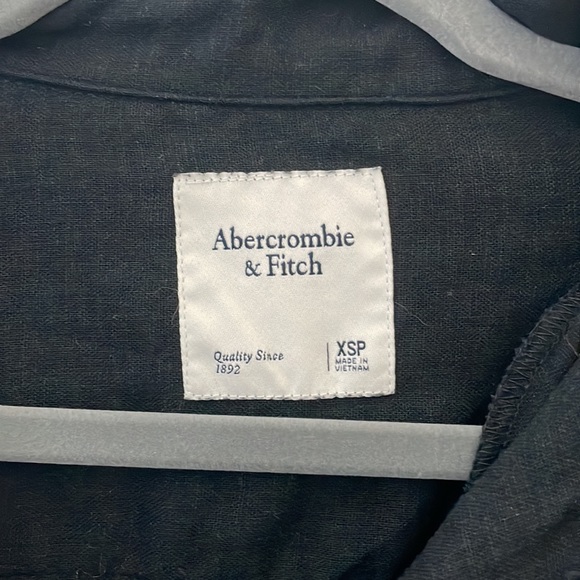 Abercrombie
& Fitch
Quality Since
1892
XSP
MADE IN
VIETNAM